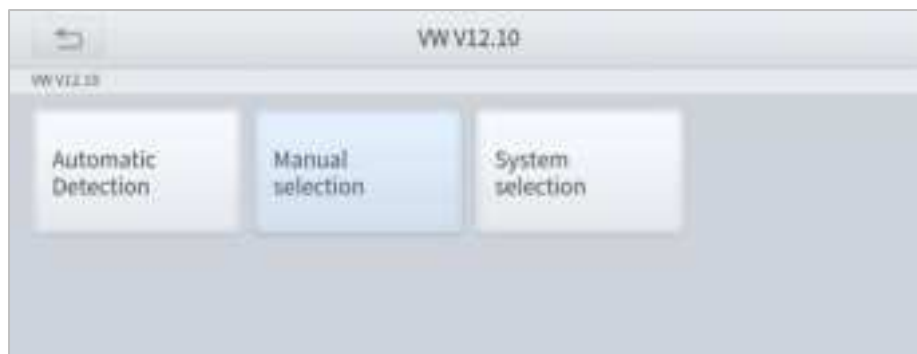 VW V12.10
VW V12.10
Automatic
Detection
Manual
selection
System
selection